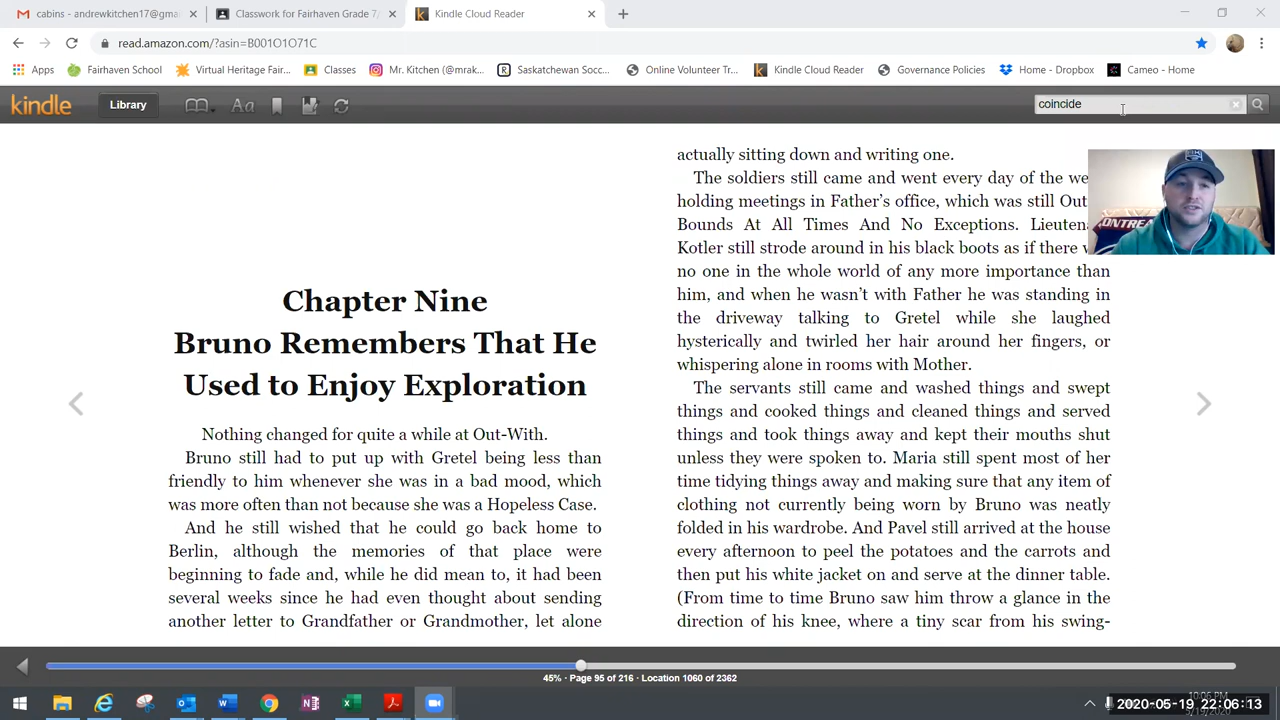 cabins - andrewkitchen17@gma
Classwork for Fairhaven Grade 7/
Kindle Cloud Reader
read.amazon.com/?asin=B001O1O71C
Apps
Fairhaven School
Virtual Heritage Fair...
Classes
Mr. Kitchen (@mrak...
Saskatchewan Socc...
Online Volunteer Tr...
Kindle Cloud Reader
Governance Policies
Home - Dropbox
Cameo - Home
kindle
Library
Aa
coincide
Chapter Nine
Bruno Remembers That He
Used to Enjoy Exploration
Nothing changed for quite a while at Out-With.
Bruno still had to put up with Gretel being less than
friendly to him whenever she was in a bad mood, which
was more often than not because she was a Hopeless Case.
And he still wished that he could go back home to
Berlin, although the memories of that place were
beginning to fade and, while he did mean to, it had been
several weeks since he had even thought about sending
another letter to Grandfather or Grandmother, let alone
actually sitting down and writing one.
The soldiers still came and went every day of the we
holding meetings in Father's office, which was still Out
Bounds At All Times And No Exceptions. Lieutena
Kotler still strode around in his black boots as if there w
no one in the whole world of any more importance than
him, and when he wasn't with Father he was standing in
the driveway talking to Gretel while she laughed
hysterically and twirled her hair around her fingers, or
whispering alone in rooms with Mother.
The servants still came and washed things and swept
things and cooked things and cleaned things and served
things and took things away and kept their mouths shut
unless they were spoken to. Maria still spent most of her
time tidying things away and making sure that any item of
clothing not currently being worn by Bruno was neatly
folded in his wardrobe. And Pavel still arrived at the house
every afternoon to peel the potatoes and the carrots and
then put his white jacket on and serve at the dinner table.
(From time to time Bruno saw him throw a glance in the
direction of his knee, where a tiny scar from his swing-
45% · Page 95 of 216 · Location 1060 of 2362
10:06 PM
2020-05-19 22:06:13